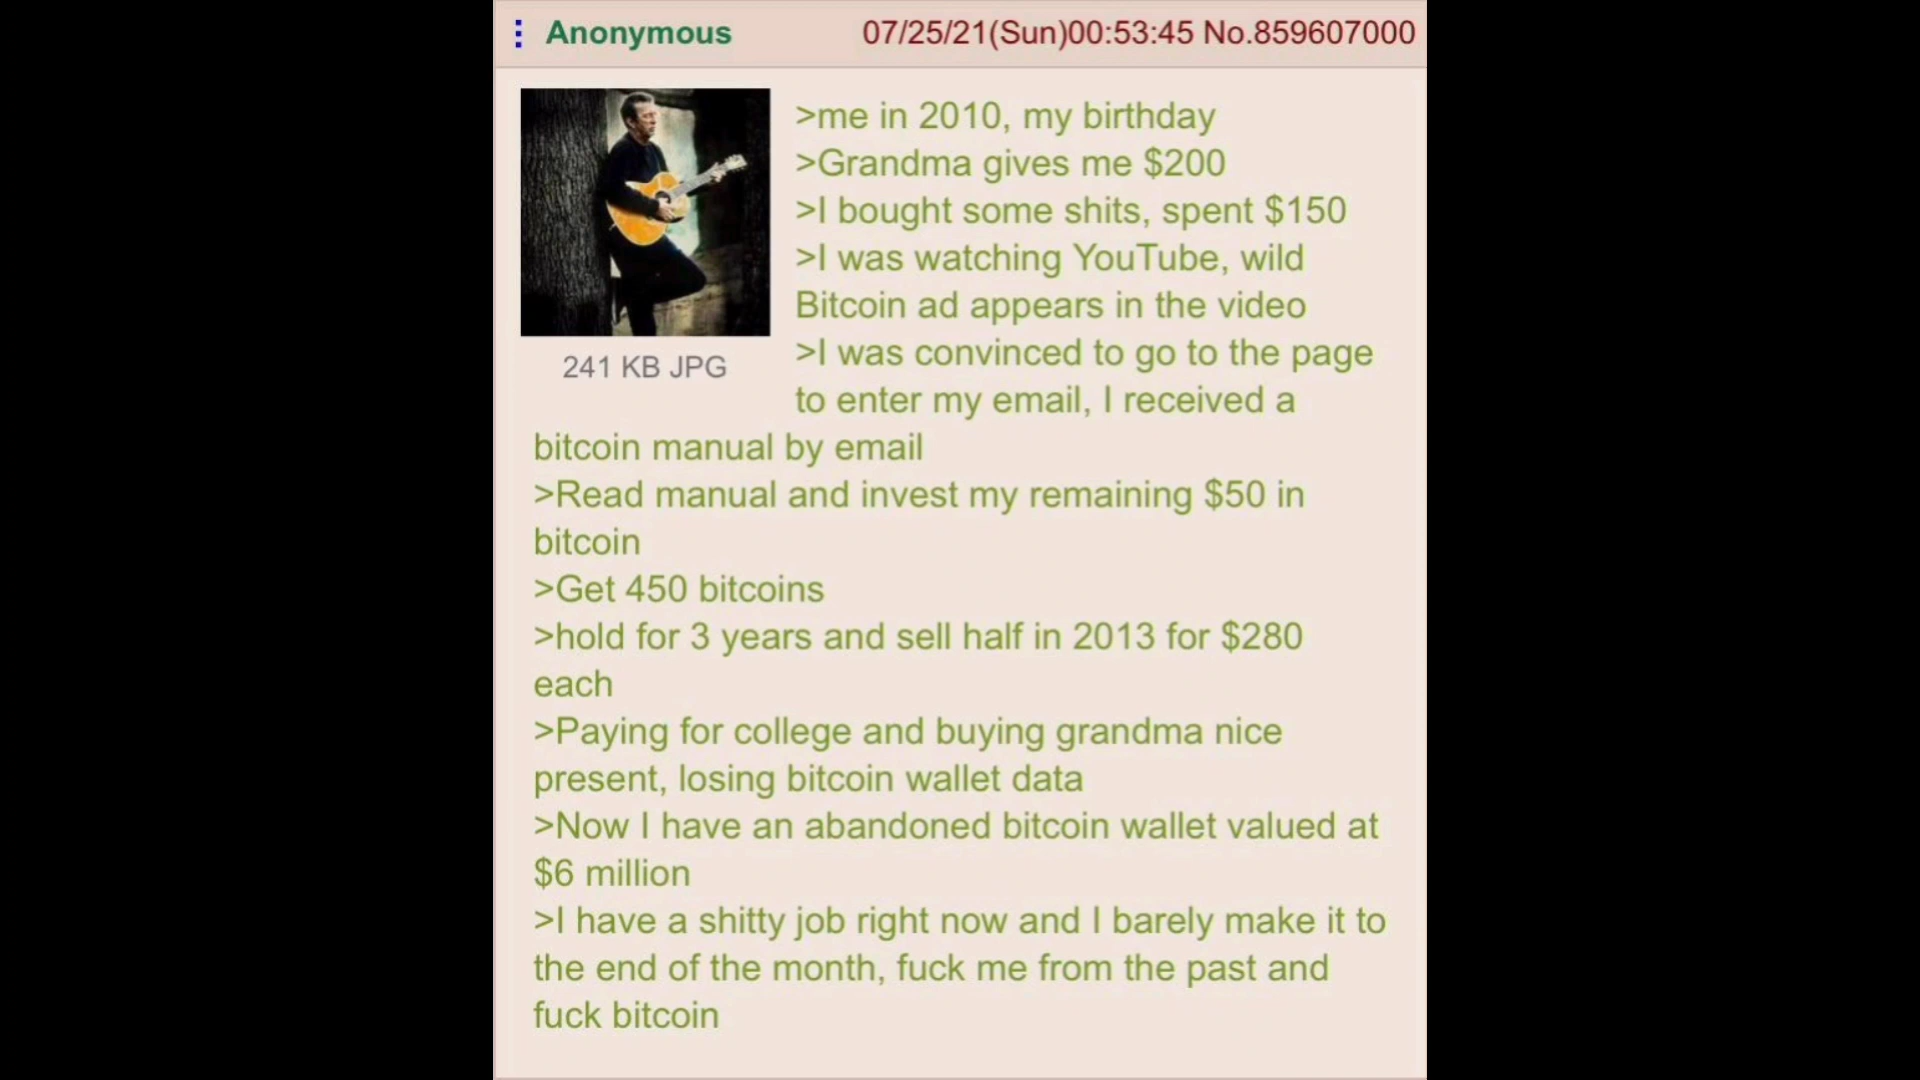 Anonymous 07/25/21(Sun)00:53:45 No.859607000
>me in 2010, my birthday
>Grandma gives me $200
>I bought some shits, spent $150
>I was watching YouTube, wild
Bitcoin ad appears in the video
>I was convinced to go to the page
to enter my email, I received a
241 KB JPG
bitcoin manual by email
>Read manual and invest my remaining $50 in
bitcoin
>Get 450 bitcoins
>hold for 3 years and sell half in 2013 for $280
each
>Paying for college and buying grandma nice
present, losing bitcoin wallet data
>Now I have an abandoned bitcoin wallet valued at
$6 million
>I have a shitty job right now and I barely make it to
the end of the month, fuck me from the past and
fuck bitcoin